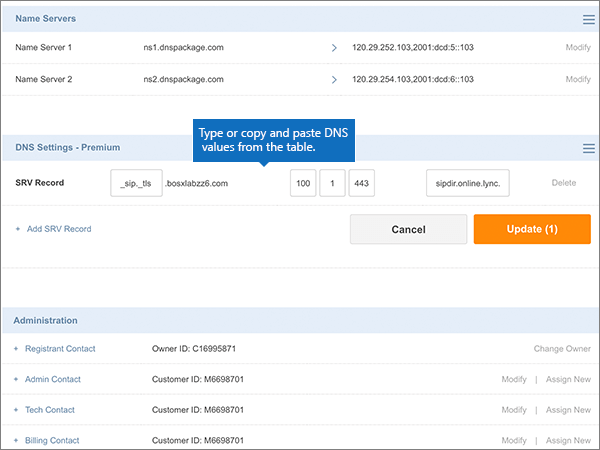 Name Servers
Name Server 1 ns1.dnspackage.com 120.29.252.103,2001:dcd:5::103 Modify
Name Server 2 ns2.dnspackage.com 120.29.254.103,2001:dcd:6::103 Modify
Type or copy and paste DNS
values from the table.
DNS Settings - Premium
SRV Record _sip._tls .bosxlabzz6.com 100 1 443 sipdir.online.lync. Delete
+ Add SRV Record Cancel Update (1)
Administration
+ Registrant Contact Owner ID: C16995871 Change Owner
+ Admin Contact Customer ID: M6698701 Modify | Assign New
+ Tech Contact Customer ID: M6698701 Modify | Assign New
+ Billing Contact Customer ID: M6698701 Modify | Assign New